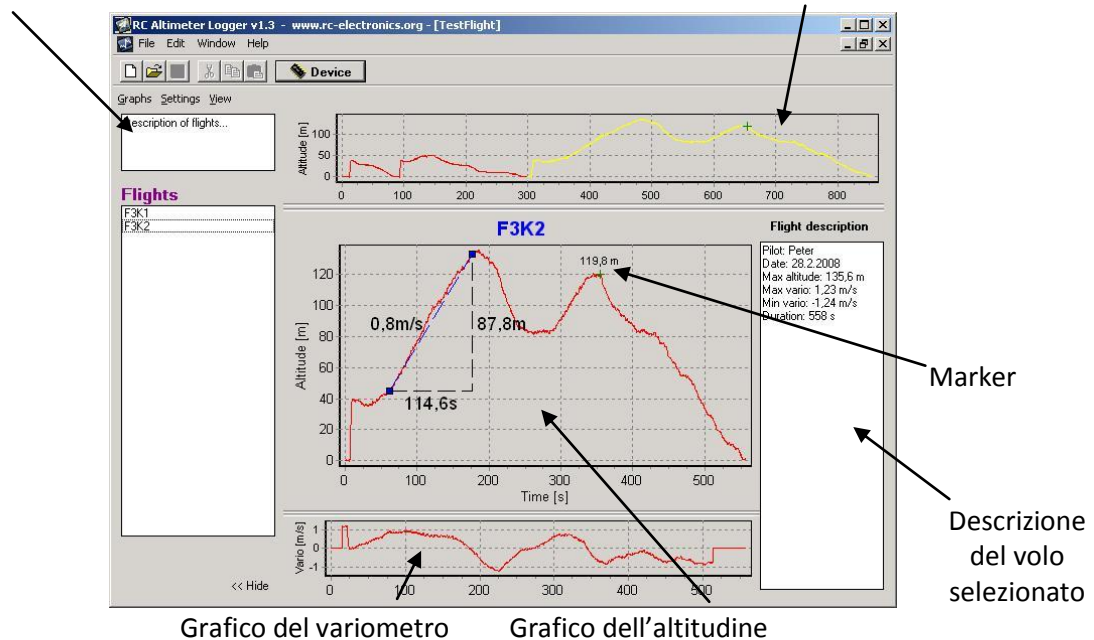 RC Altimeter Logger v1.3 - www.rc-electronics.org - [TestFlight]
File Edit Window Help
Device
Graphs Settings View
Description of flights...
Altitude [m]
100
50
0
0 100 200 300 400 500 600 700 800
Flights
F3K1
F3K2
F3K2
Flight description
Pilot: Peter
Date: 28.2.2008
Max altitude: 135,6 m
Max vario: 1,23 m/s
Min vario: -1,24 m/s
Duration: 558 s
119,8 m
Altitude [m]
120
100
80
60
40
20
0
0,8m/s
87,8m
114,6s
0 100 200 300 400 500
Time [s]
Marker
Vario [m/s]
1
0
-1
0 100 200 300 400 500
<< Hide
Descrizione
del volo
selezionato
Grafico del variometro
Grafico dell’altitudine